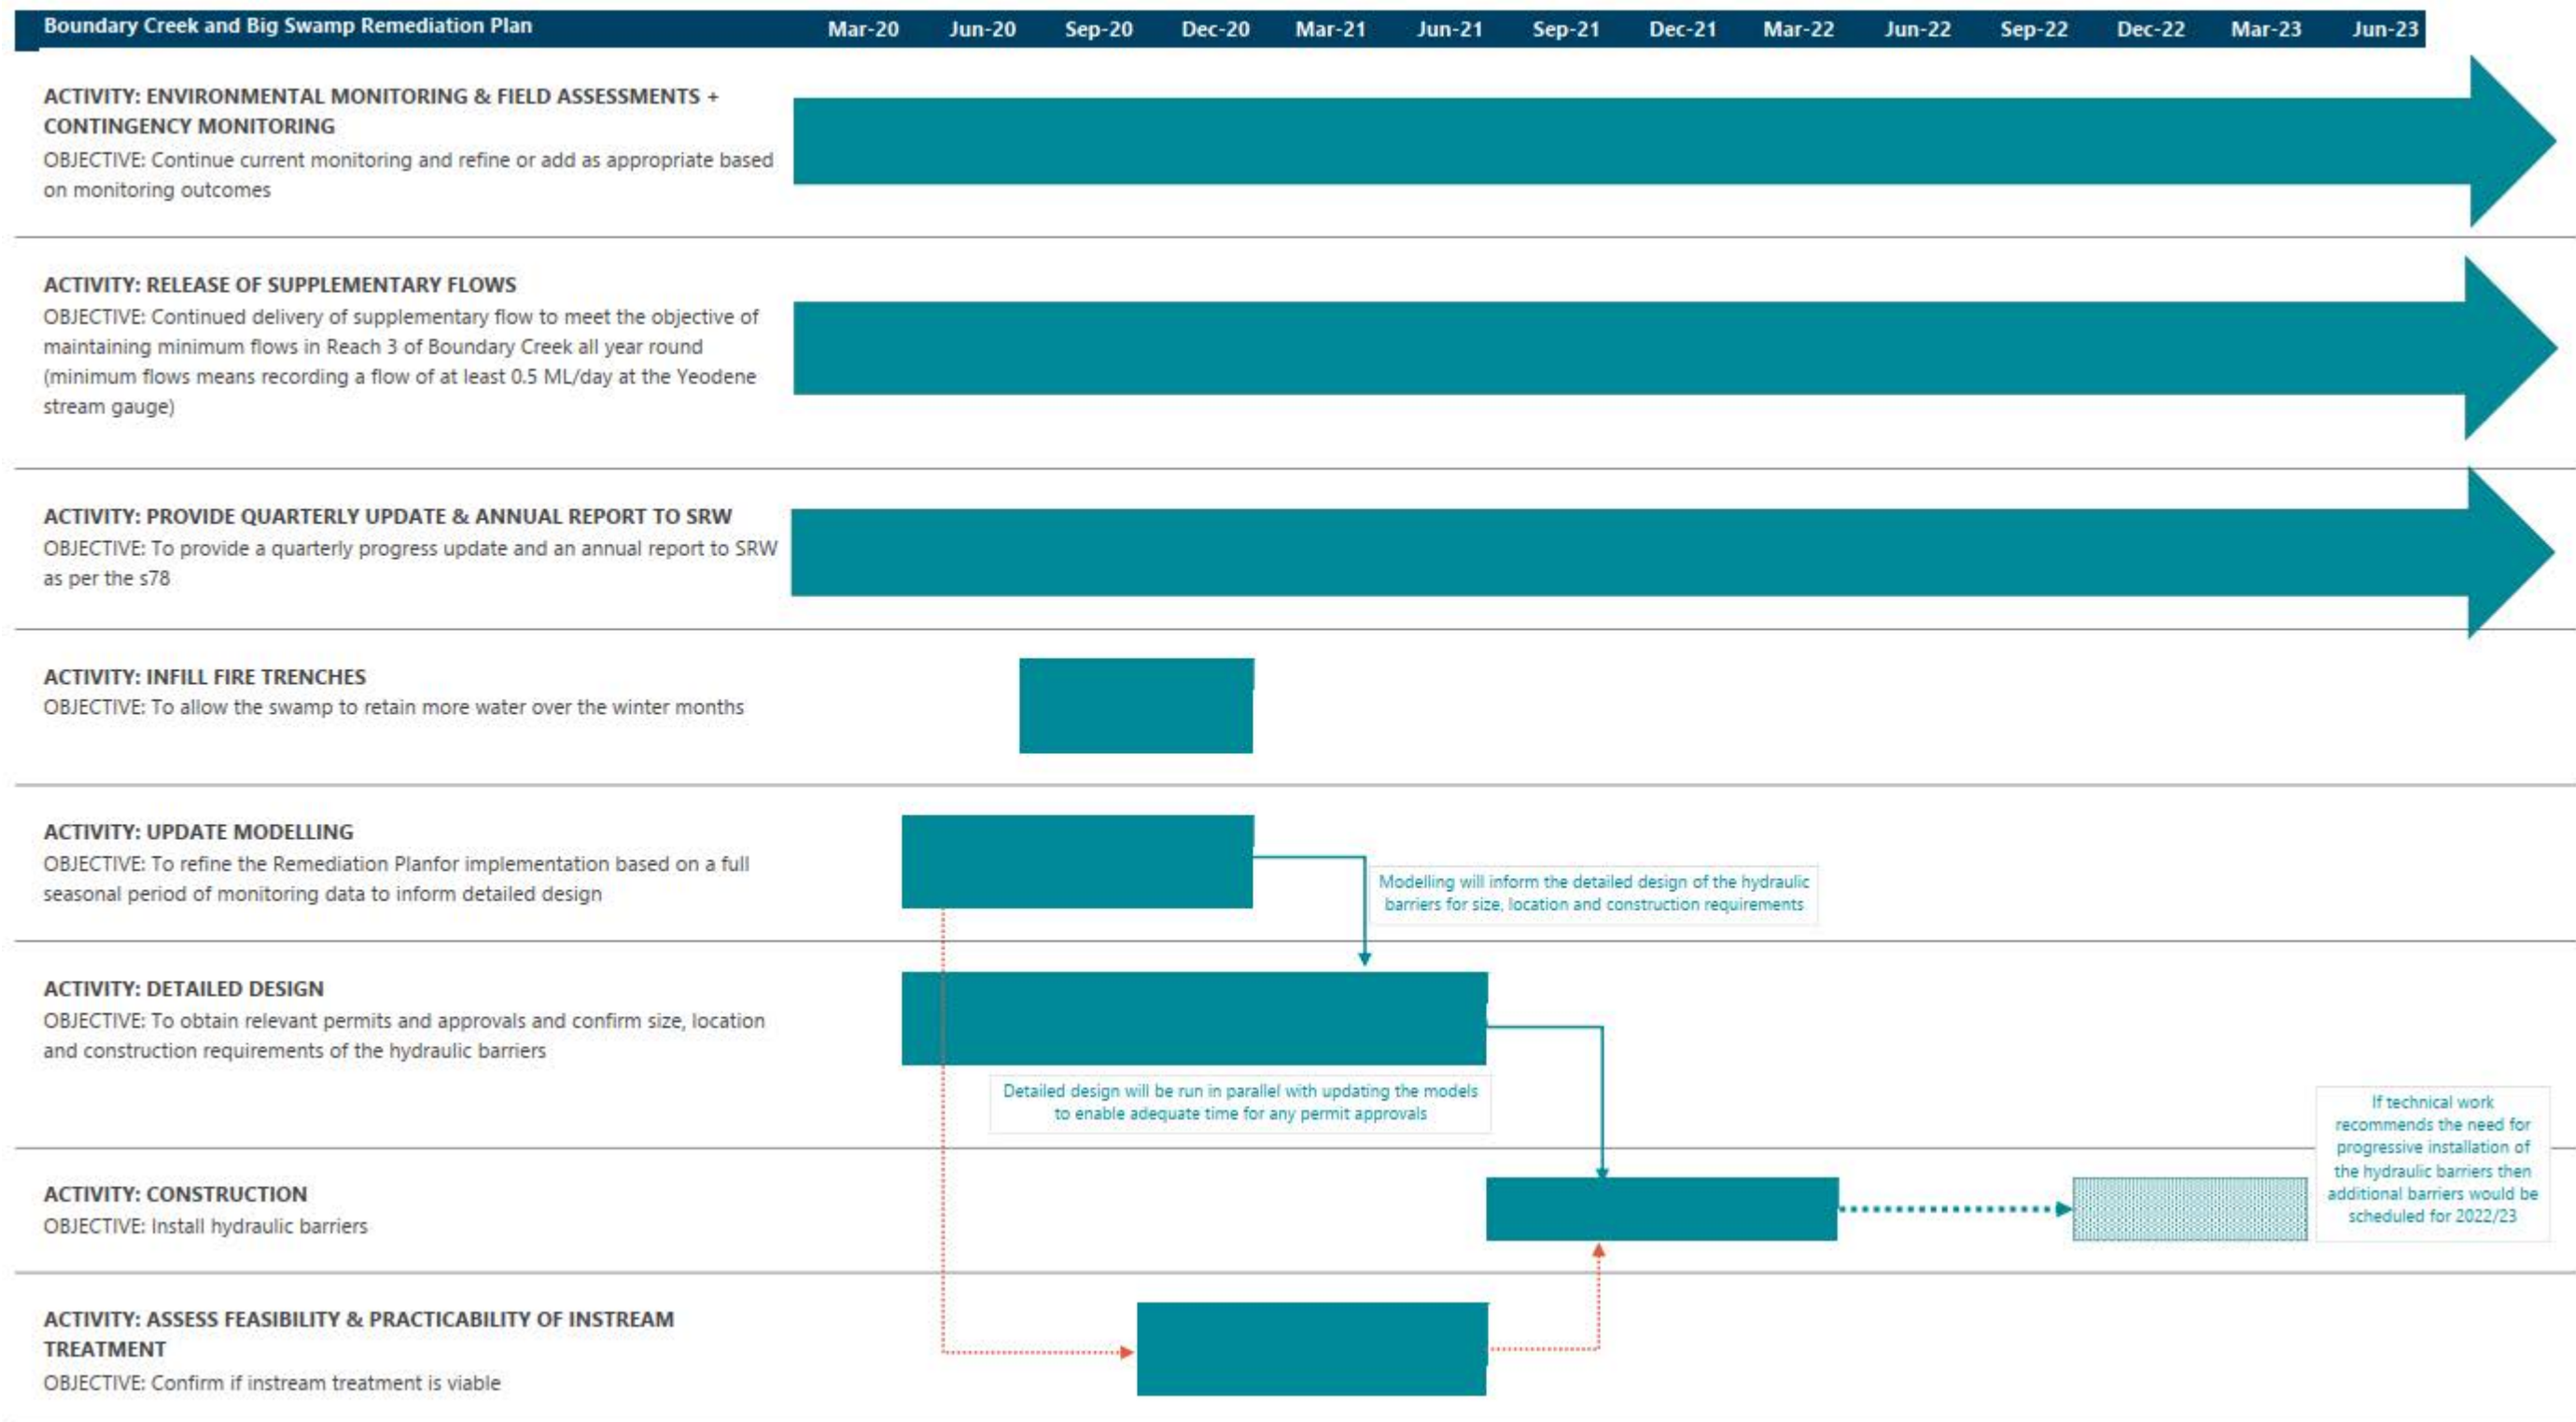 Boundary Creek and Big Swamp Remediation Plan
Mar-20 Jun-20 Sep-20 Dec-20 Mar-21 Jun-21 Sep-21 Dec-21 Mar-22 Jun-22 Sep-22 Dec-22 Mar-23 Jun-23
ACTIVITY: ENVIRONMENTAL MONITORING & FIELD ASSESSMENTS +
CONTINGENCY MONITORING
OBJECTIVE: Continue current monitoring and refine or add as appropriate based
on monitoring outcomes
ACTIVITY: RELEASE OF SUPPLEMENTARY FLOWS
OBJECTIVE: Continued delivery of supplementary flow to meet the objective of
maintaining minimum flows in Reach 3 of Boundary Creek all year round
(minimum flows means recording a flow of at least 0.5 ML/day at the Yeodene
stream gauge)
ACTIVITY: PROVIDE QUARTERLY UPDATE & ANNUAL REPORT TO SRW
OBJECTIVE: To provide a quarterly progress update and an annual report to SRW
as per the s78
ACTIVITY: INFILL FIRE TRENCHES
OBJECTIVE: To allow the swamp to retain more water over the winter months
ACTIVITY: UPDATE MODELLING
OBJECTIVE: To refine the Remediation Planfor implementation based on a full
seasonal period of monitoring data to inform detailed design
Modelling will inform the detailed design of the hydraulic
barriers for size, location and construction requirements
ACTIVITY: DETAILED DESIGN
OBJECTIVE: To obtain relevant permits and approvals and confirm size, location
and construction requirements of the hydraulic barriers
Detailed design will be run in parallel with updating the models
to enable adequate time for any permit approvals
If technical work
recommends the need for
progressive installation of
the hydraulic barriers then
additional barriers would be
scheduled for 2022/23
ACTIVITY: CONSTRUCTION
OBJECTIVE: Install hydraulic barriers
ACTIVITY: ASSESS FEASIBILITY & PRACTICABILITY OF INSTREAM
TREATMENT
OBJECTIVE: Confirm if instream treatment is viable